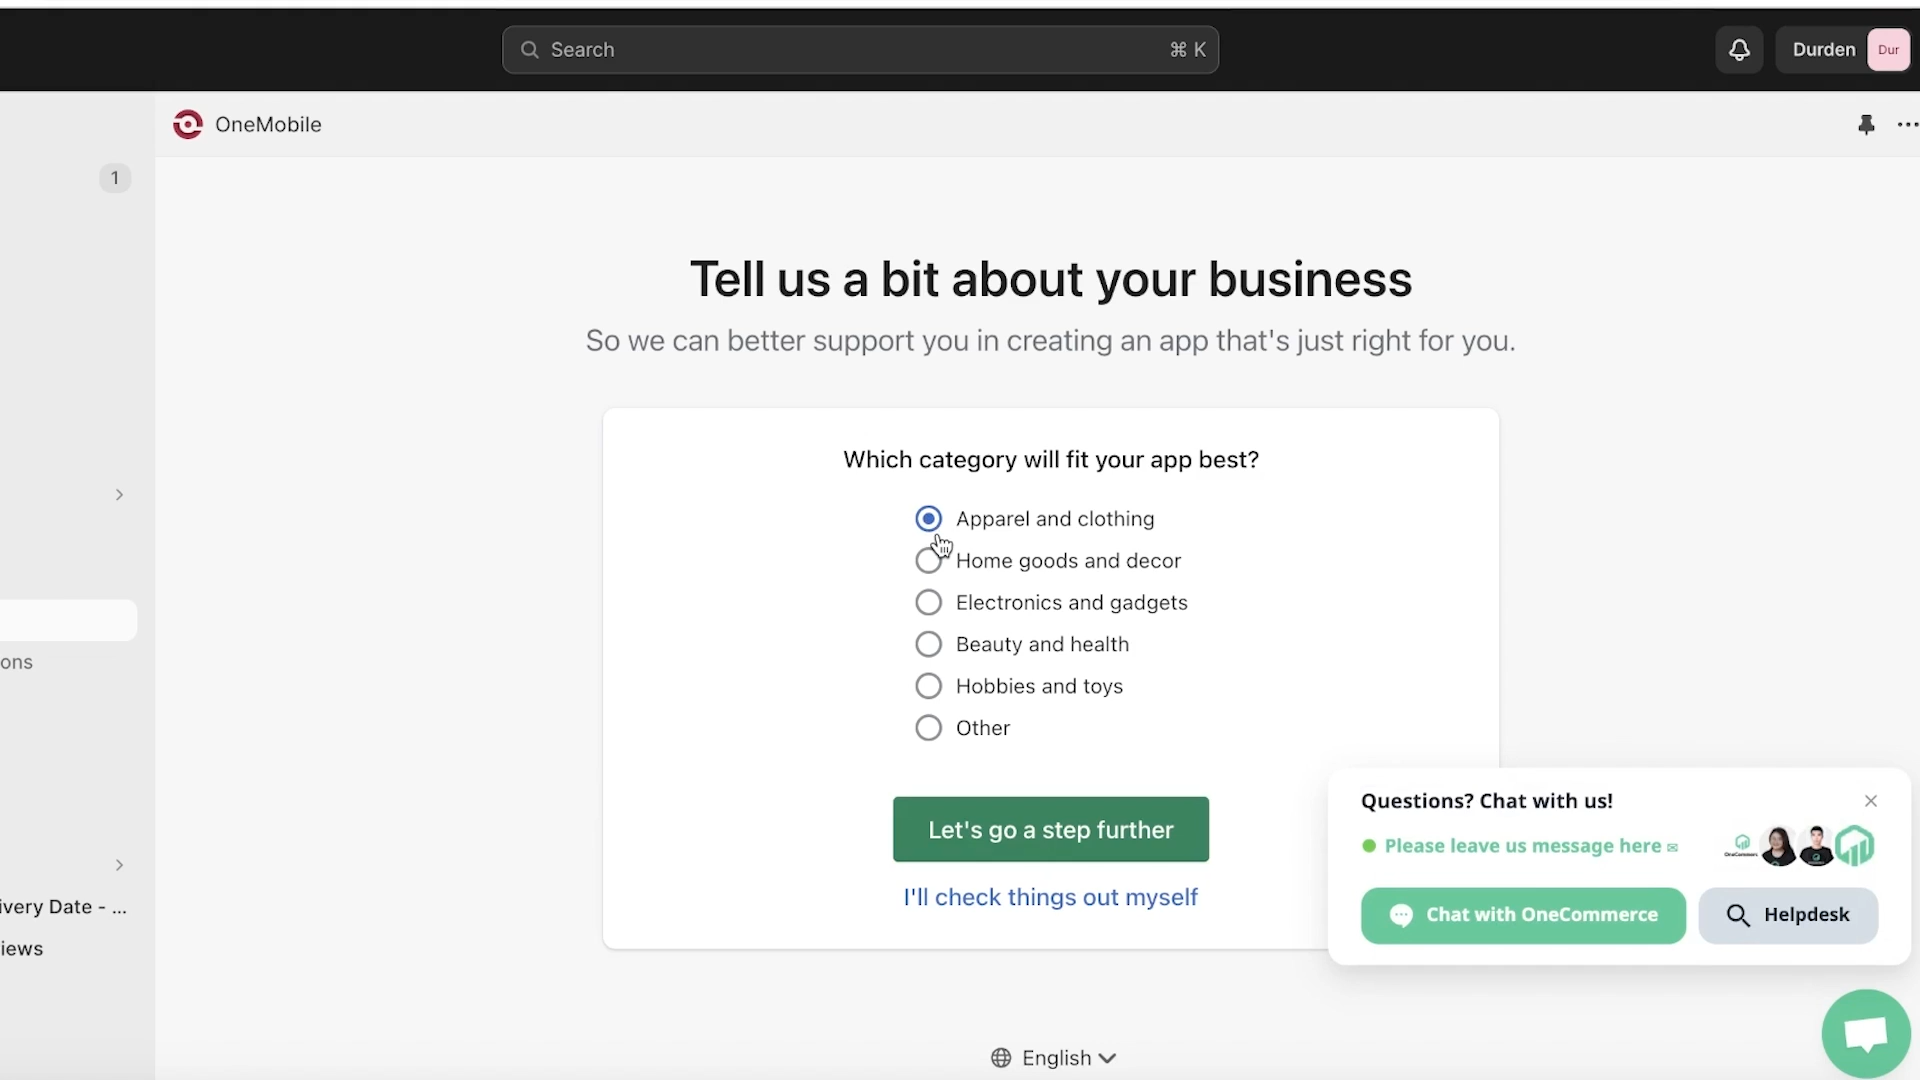 Search
⌘ K
Durden
Dur
OneMobile
1
Tell us a bit about your business
So we can better support you in creating an app that's just right for you.
Which category will fit your app best?
Apparel and clothing
Home goods and decor
Electronics and gadgets
ons
Beauty and health
Hobbies and toys
Other
Let's go a step further
I'll check things out myself
ivery Date - ...
iews
Questions? Chat with us!
Please leave us message here ✉
Chat with OneCommerce
Helpdesk
English